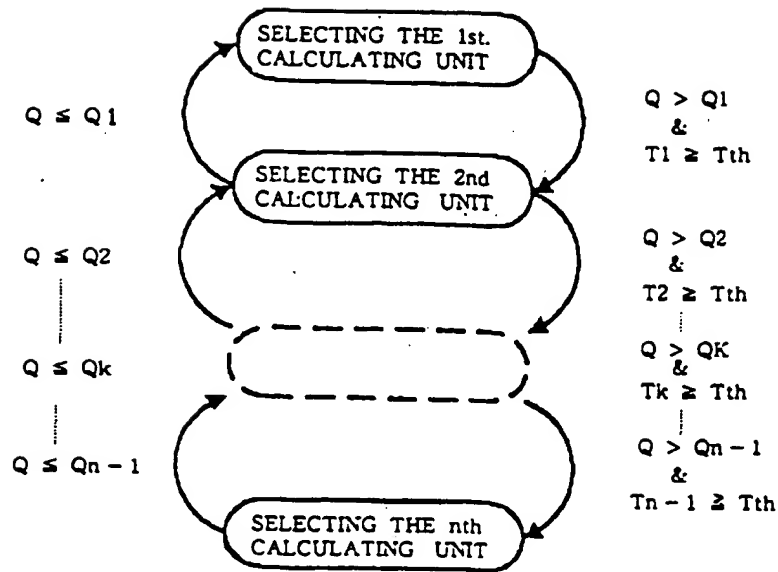 SELECTING THE 1st.
CALCULATING UNIT
Q ≦ Q1
Q > Q1
&
T1 ≧ Tth
SELECTING THE 2nd
CALCULATING UNIT
Q ≦ Q2
Q > Q2
&
T2 ≧ Tth
Q ≦ Qk
Q > QK
&
Tk ≧ Tth
Q ≦ Qn-1
Q > Qn-1
&
Tn-1 ≧ Tth
SELECTING THE nth
CALCULATING UNIT